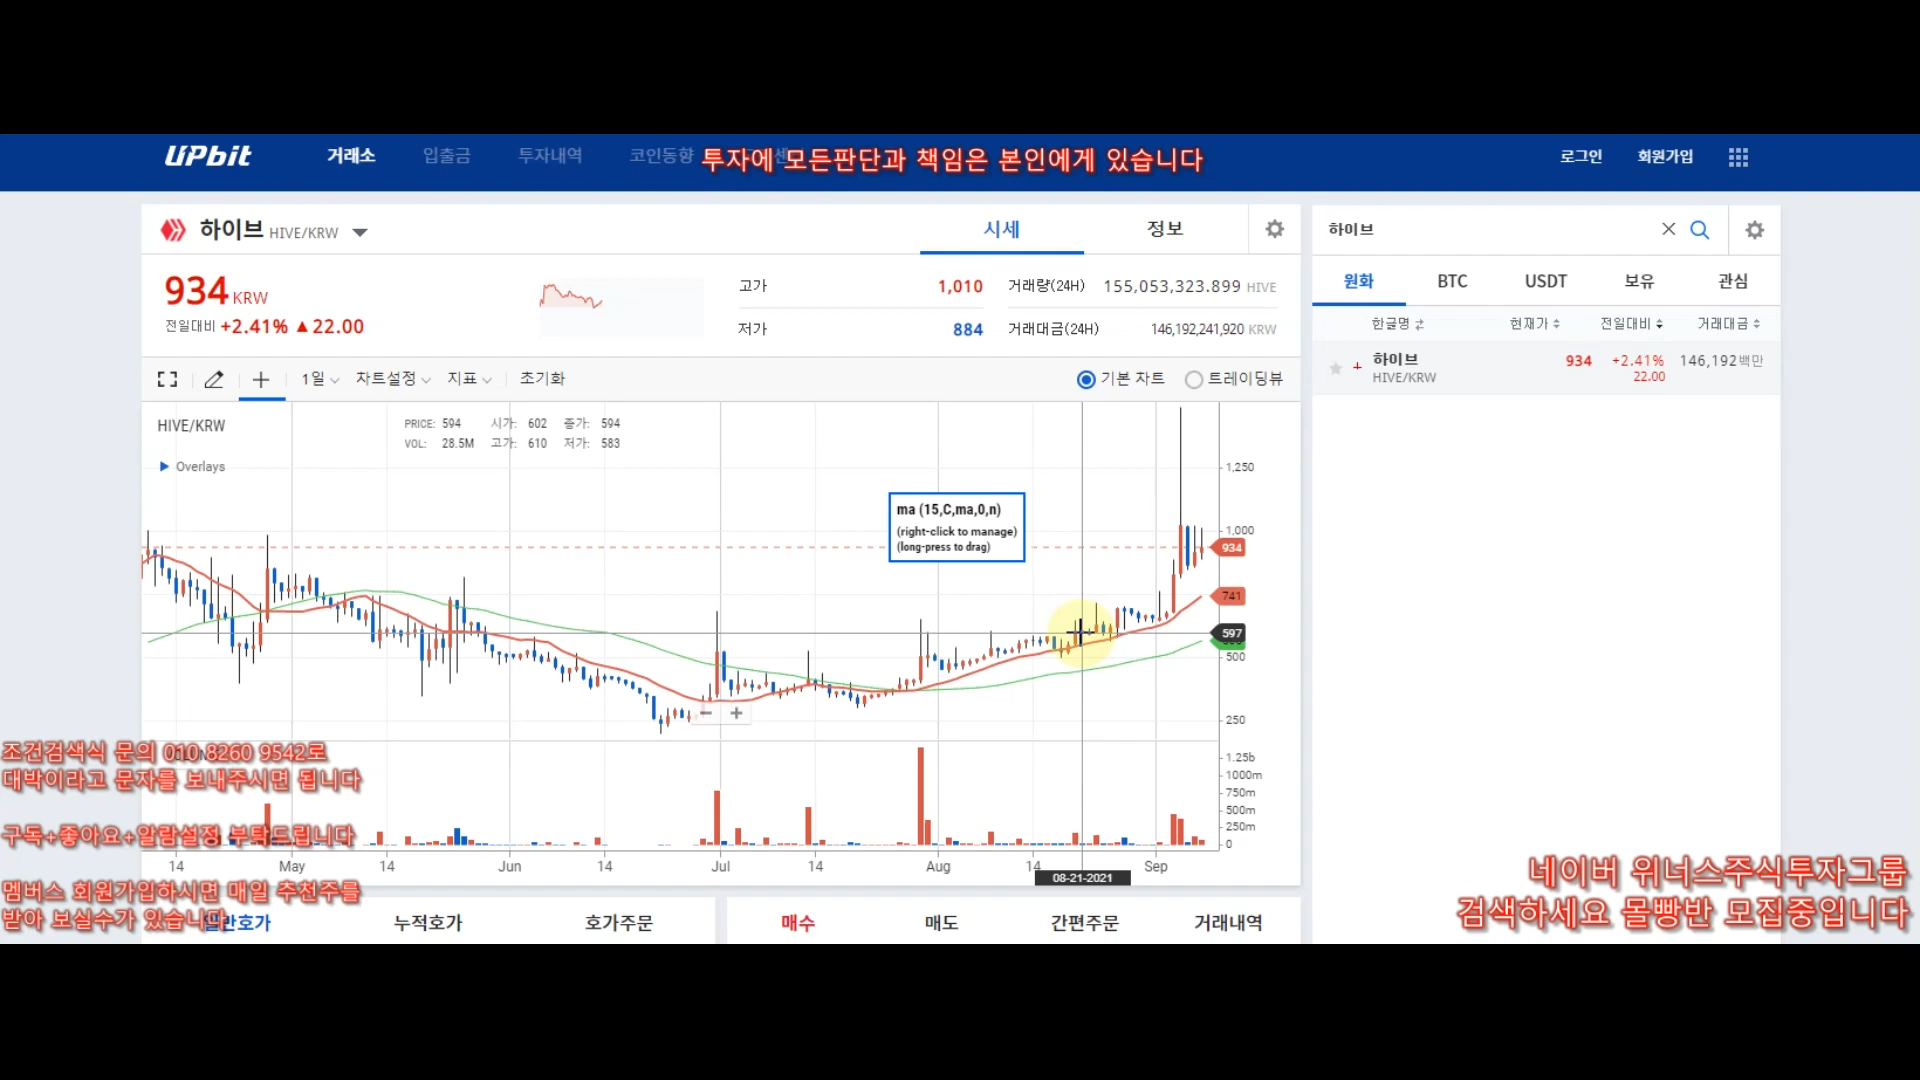 UPbit 거래소 입출금 투자내역 코인동향 투자에 모든판단과 책임은 본인에게 있습니다 로그인 회원가입
하이브 HIVE/KRW 시세 정보
934 KRW
전일대비 +2.41% ▲22.00
고가 1,010 거래량(24H) 155,053,323.899 HIVE
저가 884 거래대금(24H) 146,192,241,920 KRW
1일 차트설정 지표 초기화 기본 차트 트레이딩뷰
HIVE/KRW
PRICE: 594 시가: 602 종가: 594
VOL: 28.5M 고가: 610 저가: 583
Overlays
ma (15,C,ma,0,n)
(right-click to manage)
(long-press to drag)
1,250
1,000
934
741
597
500
250
1.25b
1000m
750m
500m
250m
0
14 May 14 Jun 14 Jul 14 Aug 14 Sep
08-21-2021
일반호가 누적호가 호가주문 매수 매도 간편주문 거래내역
하이브
원화 BTC USDT 보유 관심
한글명 현재가 전일대비 거래대금
하이브 934 +2.41% 146,192백만
HIVE/KRW 22.00
조건검색식 문의 010 8260 9542로
대박이라고 문자를 보내주시면 됩니다
구독+좋아요+알람설정 부탁드립니다
멤버스 회원가입하시면 매일 추천주를
받아 보실수가 있습니다
네이버 위너스주식투자그룹
검색하세요 몰빵반 모집중입니다